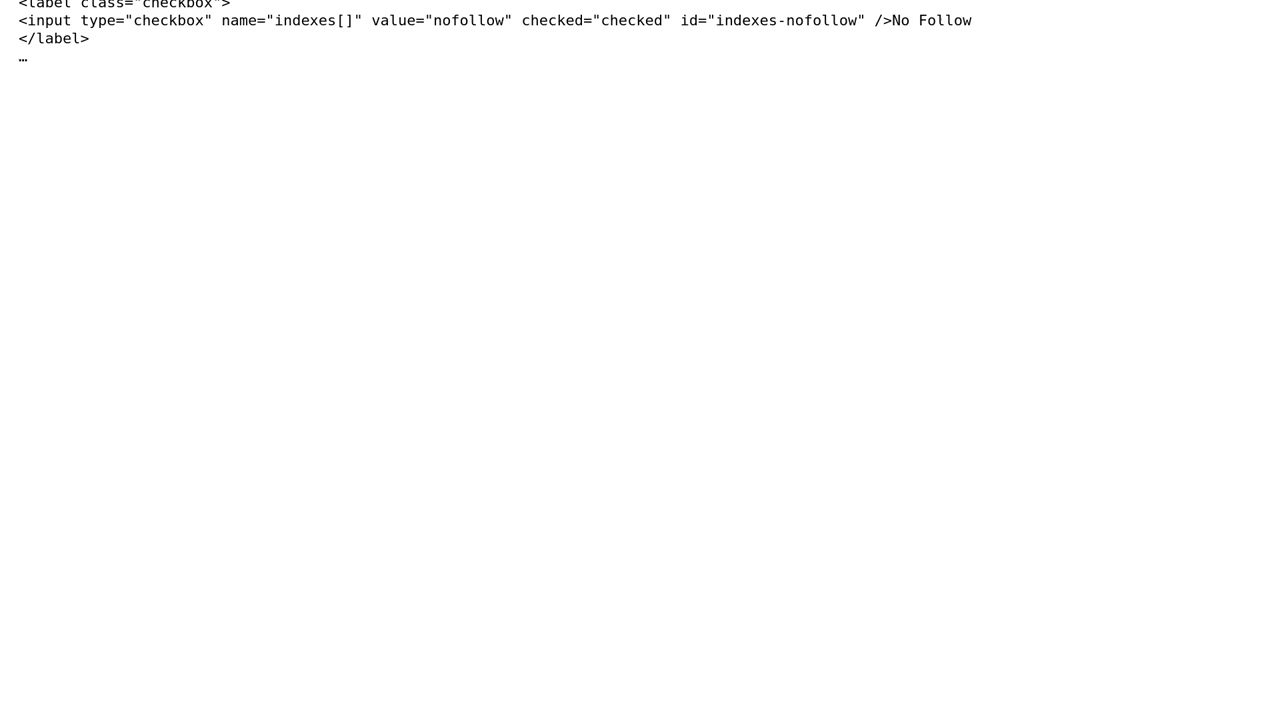 <label class="checkbox">
<input type="checkbox" name="indexes[]" value="nofollow" checked="checked" id="indexes-nofollow" />No Follow
</label>
…